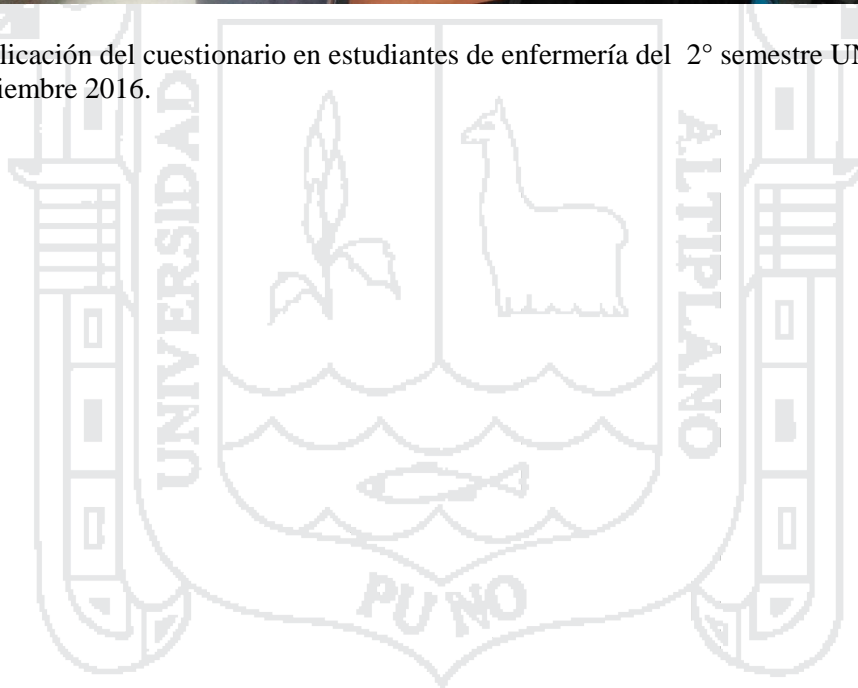 licación del cuestionario en estudiantes de enfermería del 2° semestre UN
iembre 2016.
UNIVERSIDAD
ALTIPLANO
PUNO